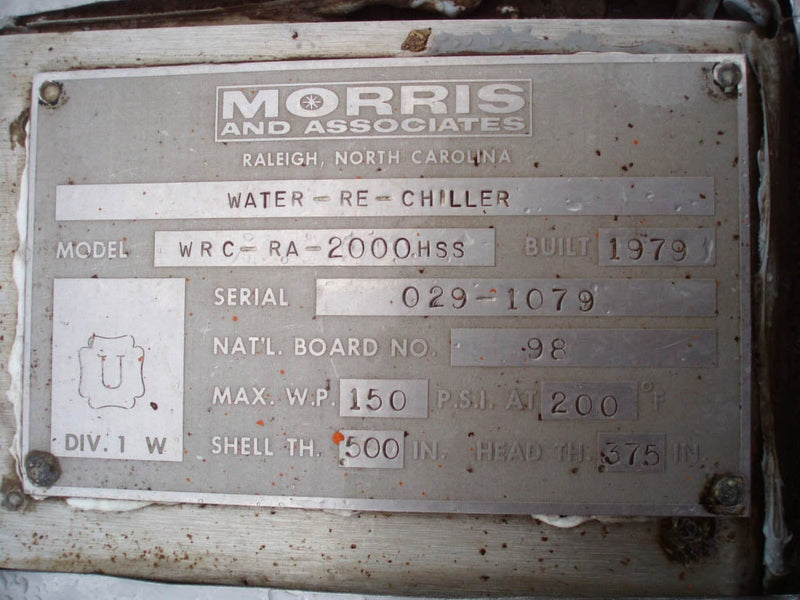 MORRIS
AND ASSOCIATES
RALEIGH, NORTH CAROLINA
WATER-RE-CHILLER
MODEL WRC-RA-2000HSS BUILT 1979
SERIAL 029-1079
NAT'L. BOARD NO. 98
U
MAX. W.P. 150 P.S.I. AT 200 °F
DIV. 1 W
SHELL TH. 500 IN. HEAD TH. 375 IN.